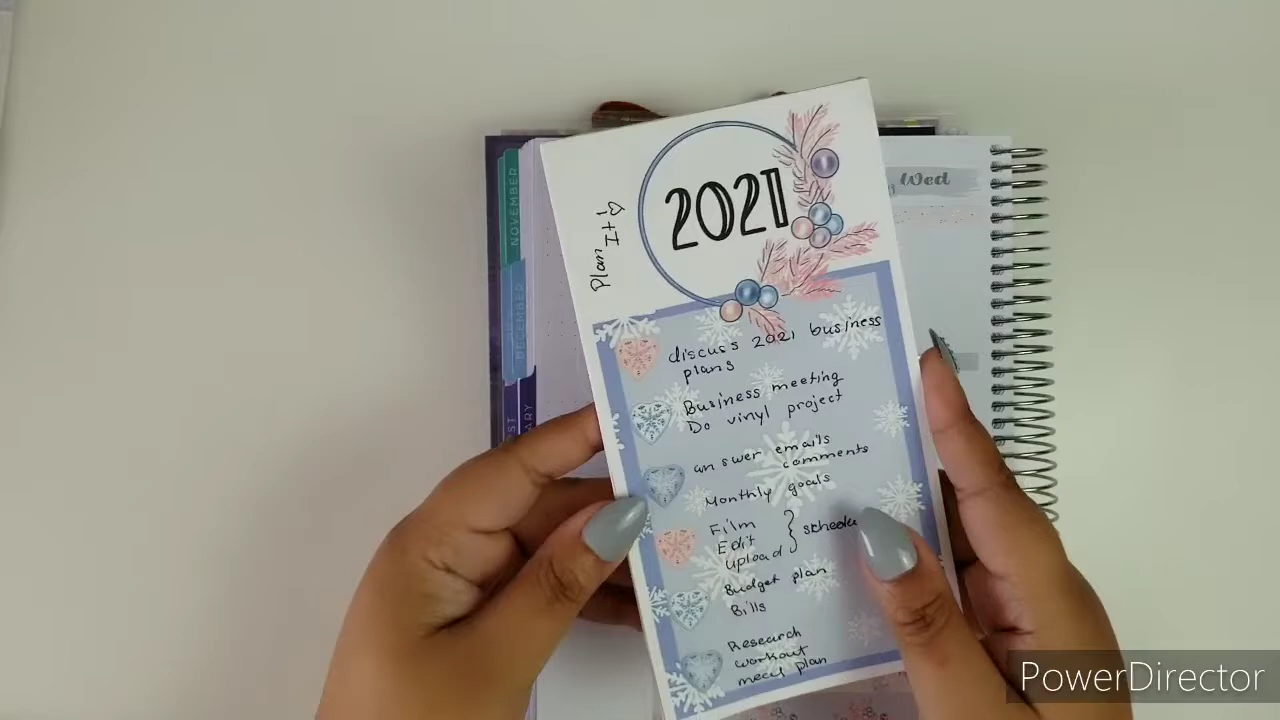 2021
Plan
It!
Wed
NOVEMBER
DECEMBER
discuss 2021 business
plans
Business meeting
Do vinyl project
answer emails
comments
Monthly goals
Film
Edit
upload
Budget plan
Bills
Research
workout
meal plan
PowerDirector